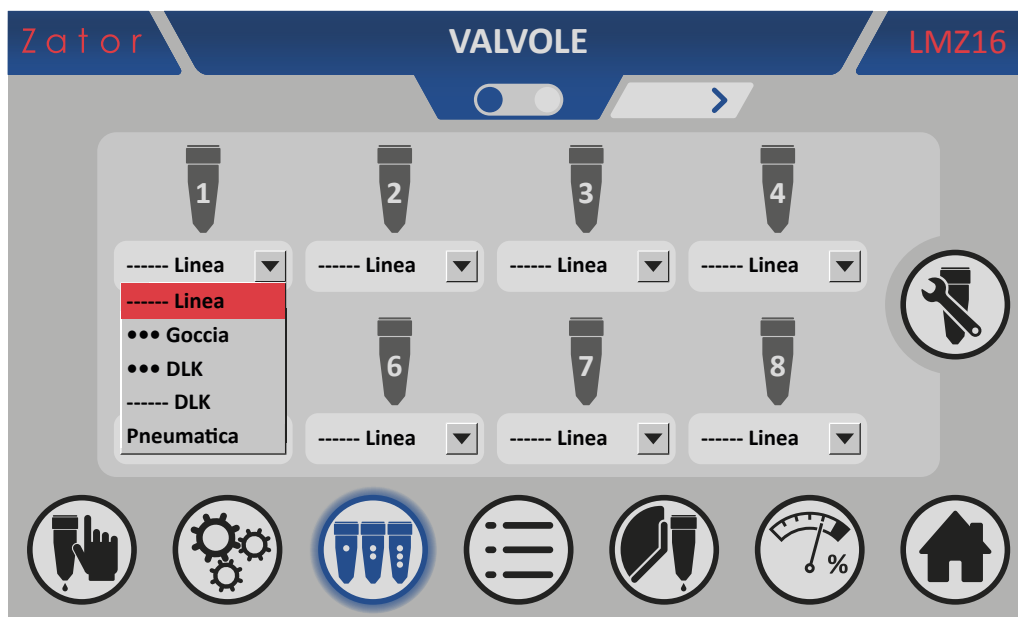 Zator VALVOLE LMZ16
1 2 3 4
------ Linea ------ Linea ------ Linea ------ Linea
------ Linea
••• Goccia
••• DLK
------ DLK
Pneumatica
6 7 8
------ Linea ------ Linea ------ Linea
%